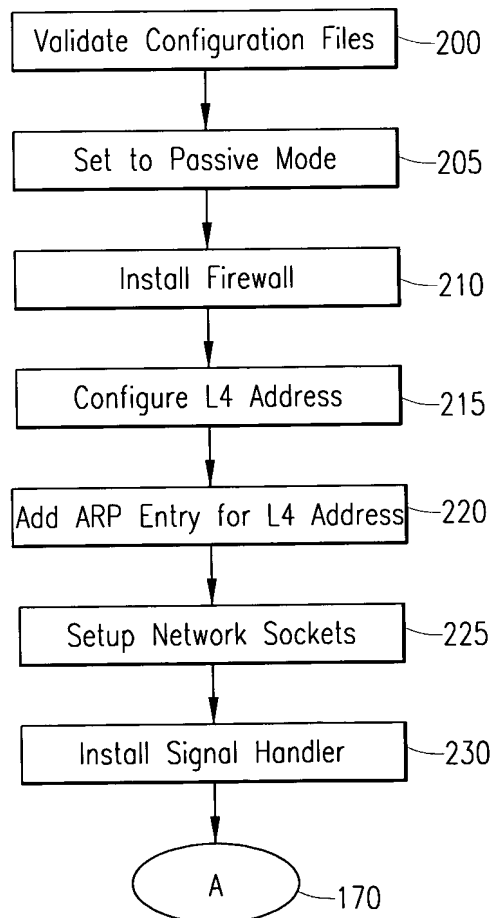 Validate Configuration Files 200
Set to Passive Mode 205
Install Firewall 210
Configure L4 Address 215
Add ARP Entry for L4 Address 220
Setup Network Sockets 225
Install Signal Handler 230
A 170